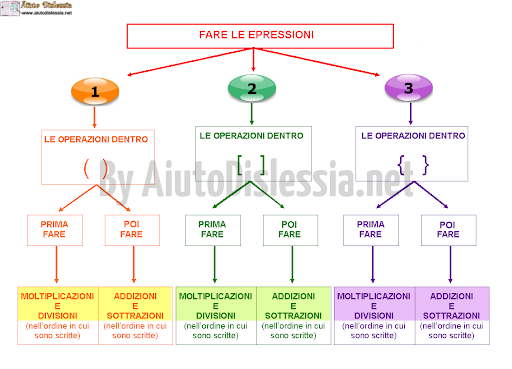 Aiuto Dislessia
-www.aiutodislessia.net
FARE LE EPRESSIONI
1
2
3
LE OPERAZIONI DENTRO
( )
LE OPERAZIONI DENTRO
[ ]
LE OPERAZIONI DENTRO
{ }
By AiutoDislessia.net
PRIMA
FARE
POI
FARE
PRIMA
FARE
POI
FARE
PRIMA
FARE
POI
FARE
MOLTIPLICAZIONI
E
DIVISIONI
(nell'ordine in cui
sono scritte)
ADDIZIONI
E
SOTTRAZIONI
(nell'ordine in cui
sono scritte)
MOLTIPLICAZIONI
E
DIVISIONI
(nell'ordine in cui
sono scritte)
ADDIZIONI
E
SOTTRAZIONI
(nell'ordine in cui
sono scritte)
MOLTIPLICAZIONI
E
DIVISIONI
(nell'ordine in cui
sono scritte)
ADDIZIONI
E
SOTTRAZIONI
(nell'ordine in cui
sono scritte)